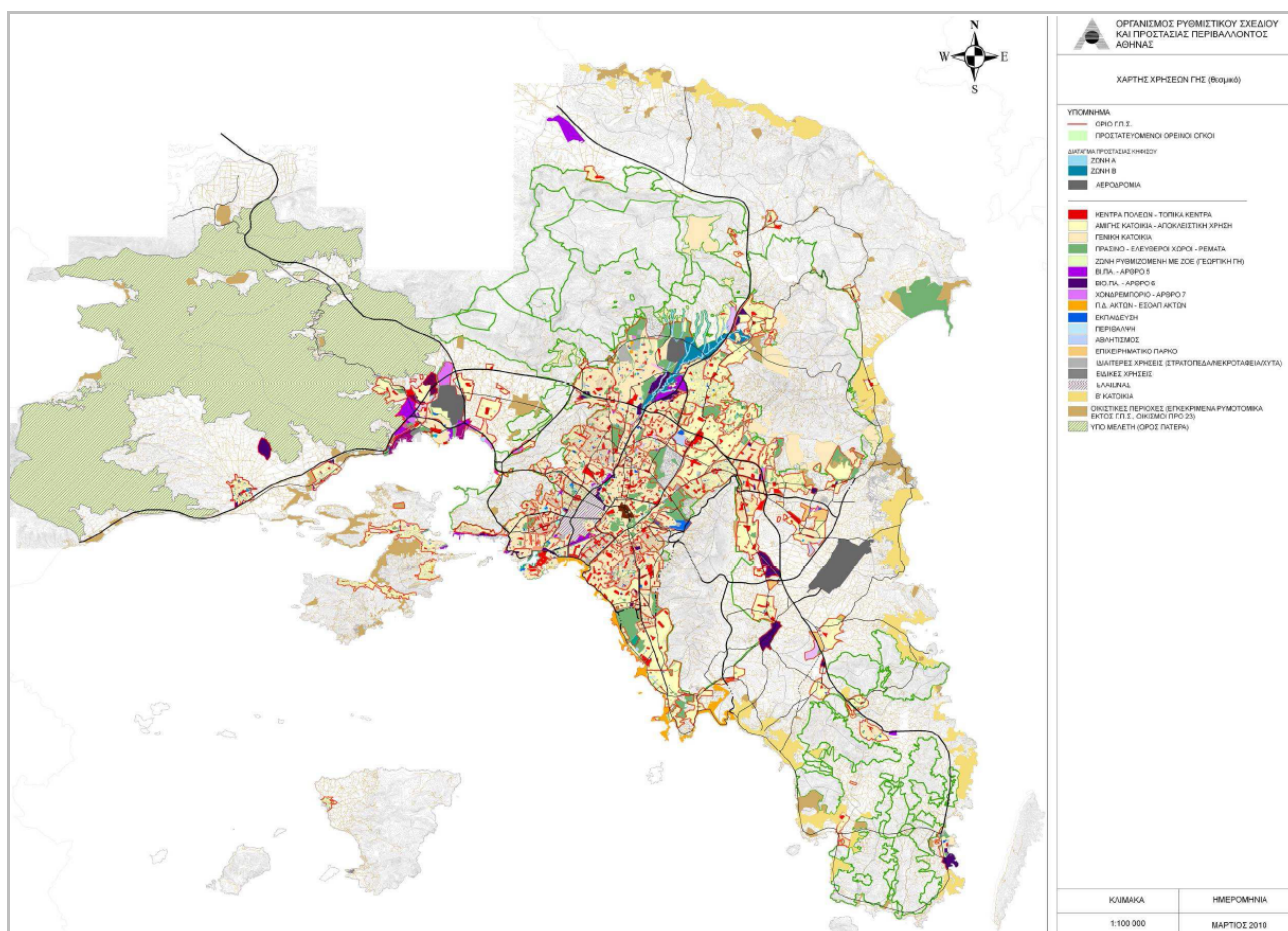 N
W E
S
ΟΡΓΑΝΙΣΜΟΣ ΡΥΘΜΙΣΤΙΚΟΥ ΣΧΕΔΙΟΥ
ΚΑΙ ΠΡΟΣΤΑΣΙΑΣ ΠΕΡΙΒΑΛΛΟΝΤΟΣ
ΑΘΗΝΑΣ
ΧΑΡΤΗΣ ΧΡΗΣΕΩΝ ΓΗΣ (θεσμικό)
ΥΠΟΜΝΗΜΑ
ΟΡΙΟ Γ.Π.Σ.
ΠΡΟΣΤΑΤΕΥΟΜΕΝΟΙ ΟΡΕΙΝΟΙ ΟΓΚΟΙ
ΔΙΑΤΑΓΜΑ ΠΡΟΣΤΑΣΙΑΣ ΚΗΦΙΣΟΥ
ΖΩΝΗ Α
ΖΩΝΗ Β
ΑΕΡΟΔΡΟΜΙΑ
ΚΕΝΤΡΑ ΠΟΛΕΩΝ - ΤΟΠΙΚΑ ΚΕΝΤΡΑ
ΑΜΙΓΗΣ ΚΑΤΟΙΚΙΑ - ΑΠΟΚΛΕΙΣΤΙΚΗ ΧΡΗΣΗ
ΓΕΝΙΚΗ ΚΑΤΟΙΚΙΑ
ΠΡΑΣΙΝΟ - ΕΛΕΥΘΕΡΟΙ ΧΩΡΟΙ - ΡΕΜΑΤΑ
ΖΩΝΗ ΡΥΘΜΙΖΟΜΕΝΗ ΜΕ ΖΟΕ (ΓΕΩΡΓΙΚΗ ΓΗ)
ΒΙ.ΠΑ. - ΑΡΘΡΟ 5
ΒΙΟ.ΠΑ. - ΑΡΘΡΟ 6
ΧΟΝΔΡΕΜΠΟΡΙΟ - ΑΡΘΡΟ 7
Π.Δ. ΑΚΤΩΝ - ΕΣΟΑΠ ΑΚΤΩΝ
ΕΚΠΑΙΔΕΥΣΗ
ΠΕΡΙΘΑΛΨΗ
ΑΘΛΗΤΙΣΜΟΣ
ΕΠΙΧΕΙΡΗΜΑΤΙΚΟ ΠΑΡΚΟ
ΙΔΙΑΙΤΕΡΕΣ ΧΡΗΣΕΙΣ (ΣΤΡΑΤΟΠΕΔΑ/ΝΕΚΡΟΤΑΦΕΙΑ/ΧΥΤΑ)
ΕΙΔΙΚΕΣ ΧΡΗΣΕΙΣ
ΕΛΑΙΩΝΑΣ
Β' ΚΑΤΟΙΚΙΑ
ΟΙΚΙΣΤΙΚΕΣ ΠΕΡΙΟΧΕΣ (ΕΓΚΕΚΡΙΜΕΝΑ ΡΥΜΟΤΟΜΙΚΑ
ΕΚΤΟΣ Γ.Π.Σ., ΟΙΚΙΣΜΟΙ ΠΡΟ 23)
ΥΠΟ ΜΕΛΕΤΗ (ΟΡΟΣ ΠΑΤΕΡΑ)
ΚΛΙΜΑΚΑ ΗΜΕΡΟΜΗΝΙΑ
1:100 000 ΜΑΡΤΙΟΣ 2010